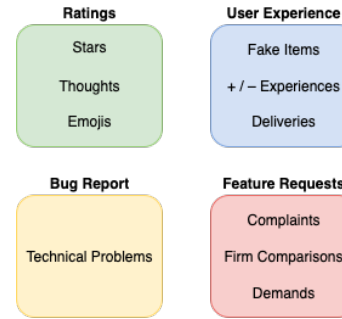 Ratings
Stars
Thoughts
Emojis
User Experience
Fake Items
+ / – Experiences
Deliveries
Bug Report
Technical Problems
Feature Requests
Complaints
Firm Comparisons
Demands